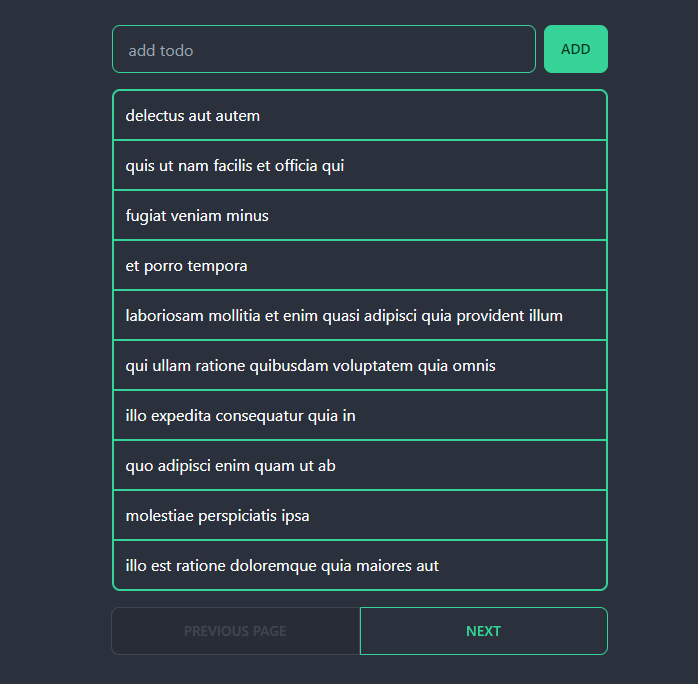 add todo
ADD
delectus aut autem
quis ut nam facilis et officia qui
fugiat veniam minus
et porro tempora
laboriosam mollitia et enim quasi adipisci quia provident illum
qui ullam ratione quibusdam voluptatem quia omnis
illo expedita consequatur quia in
quo adipisci enim quam ut ab
molestiae perspiciatis ipsa
illo est ratione doloremque quia maiores aut
PREVIOUS PAGE
NEXT